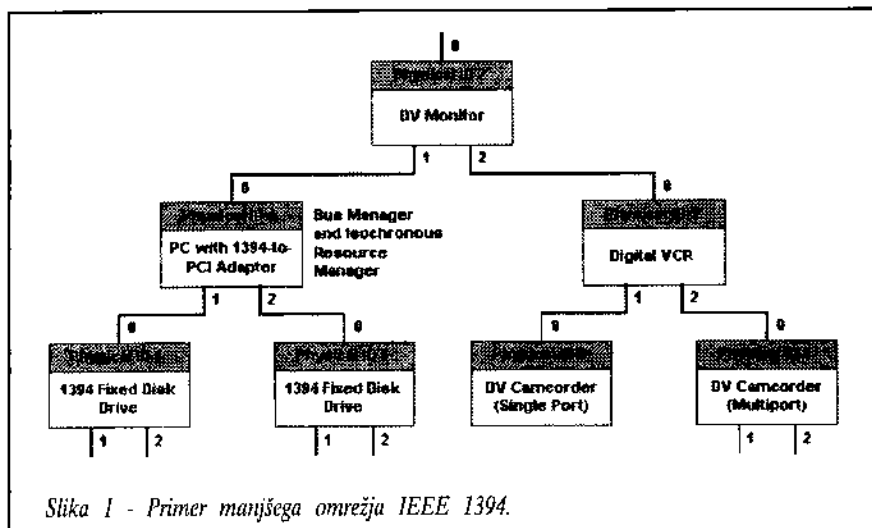 0
DV Monitor
1 2
0 0
PC with 1394-to-
PCI Adapter
Bus Manager
and Isochronous
Resource
Manager
Digital VCR
1 2 1 2
0 0 0 0
1394 Fixed Disk
Drive
1394 Fixed Disk
Drive
DV Camcorder
(Single Port)
DV Camcorder
(Multiport)
1 2 1 2 1 2
Slika 1 - Primer manjšega omrežja IEEE 1394.